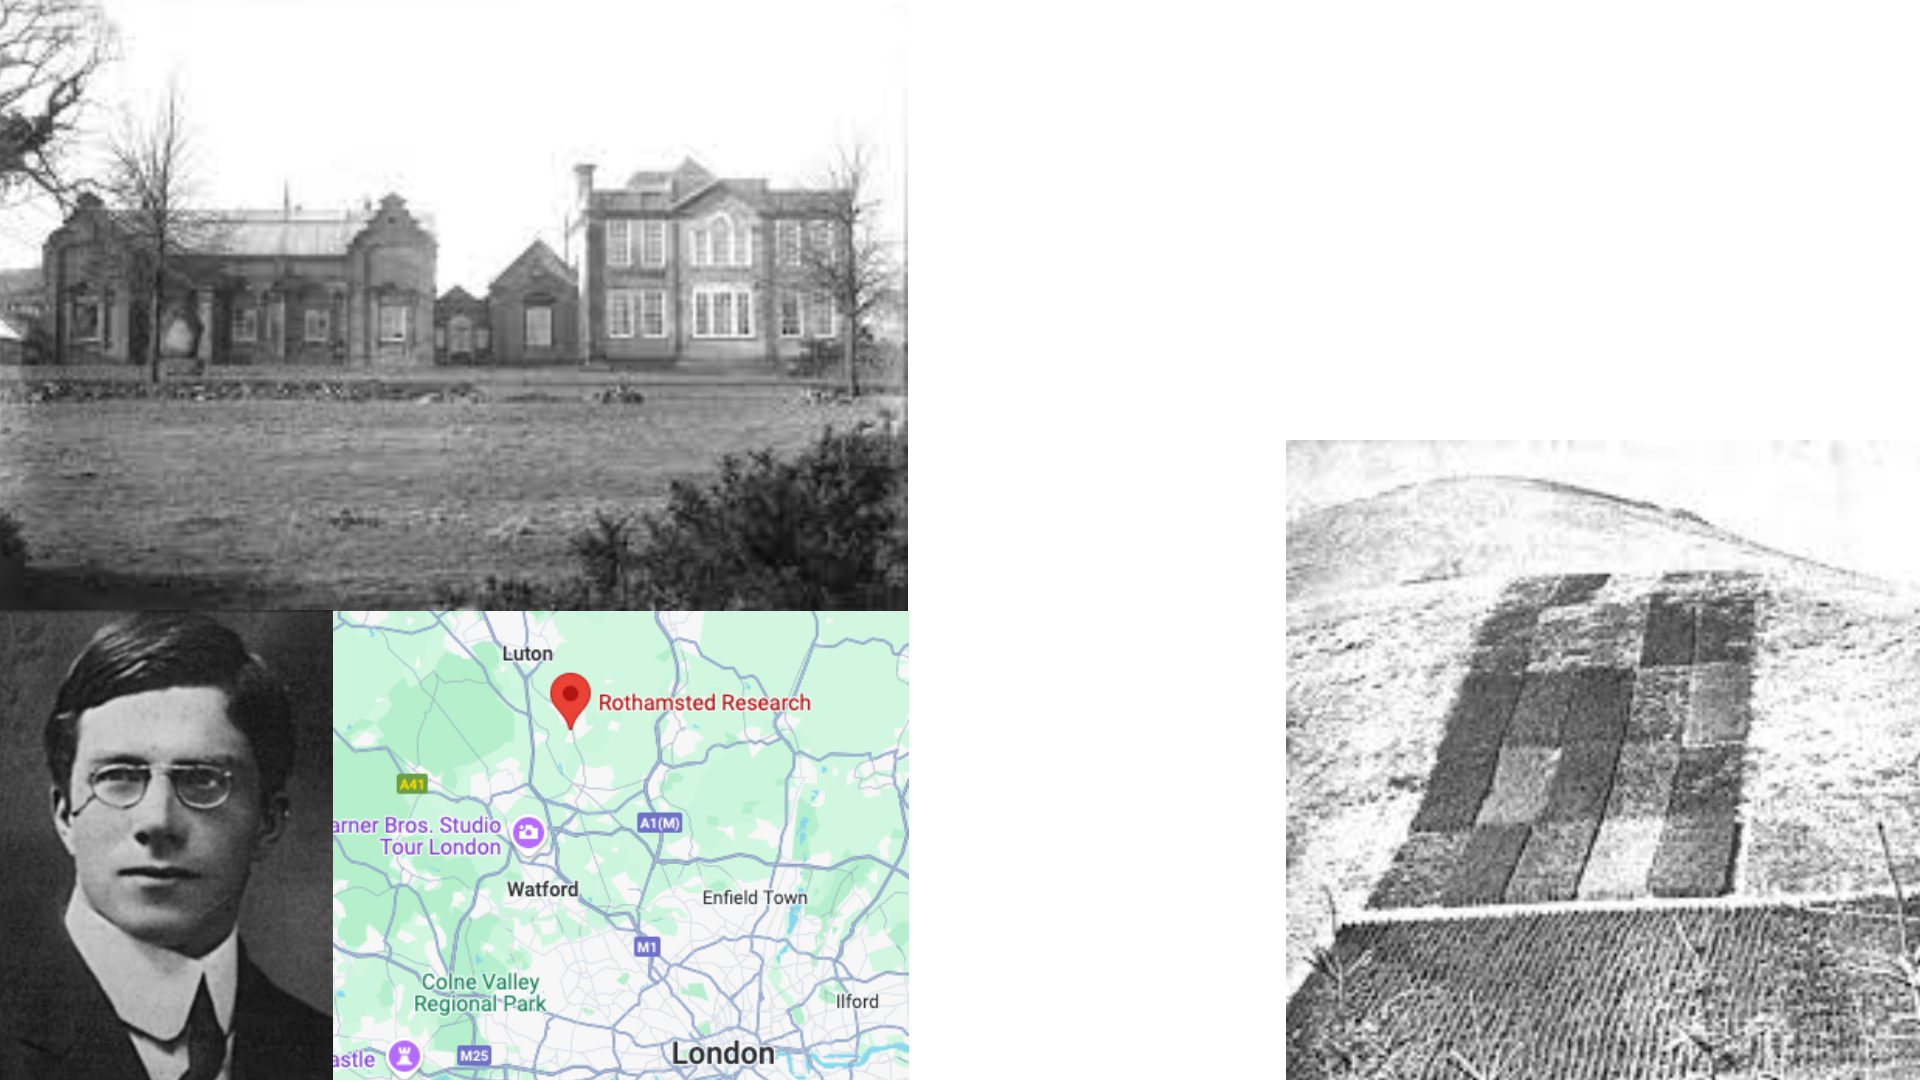 Luton
Rothamsted Research
A41
arner Bros. Studio
Tour London
A1(M)
Watford
Enfield Town
M1
Colne Valley
Regional Park
Ilford
London
M25
astle